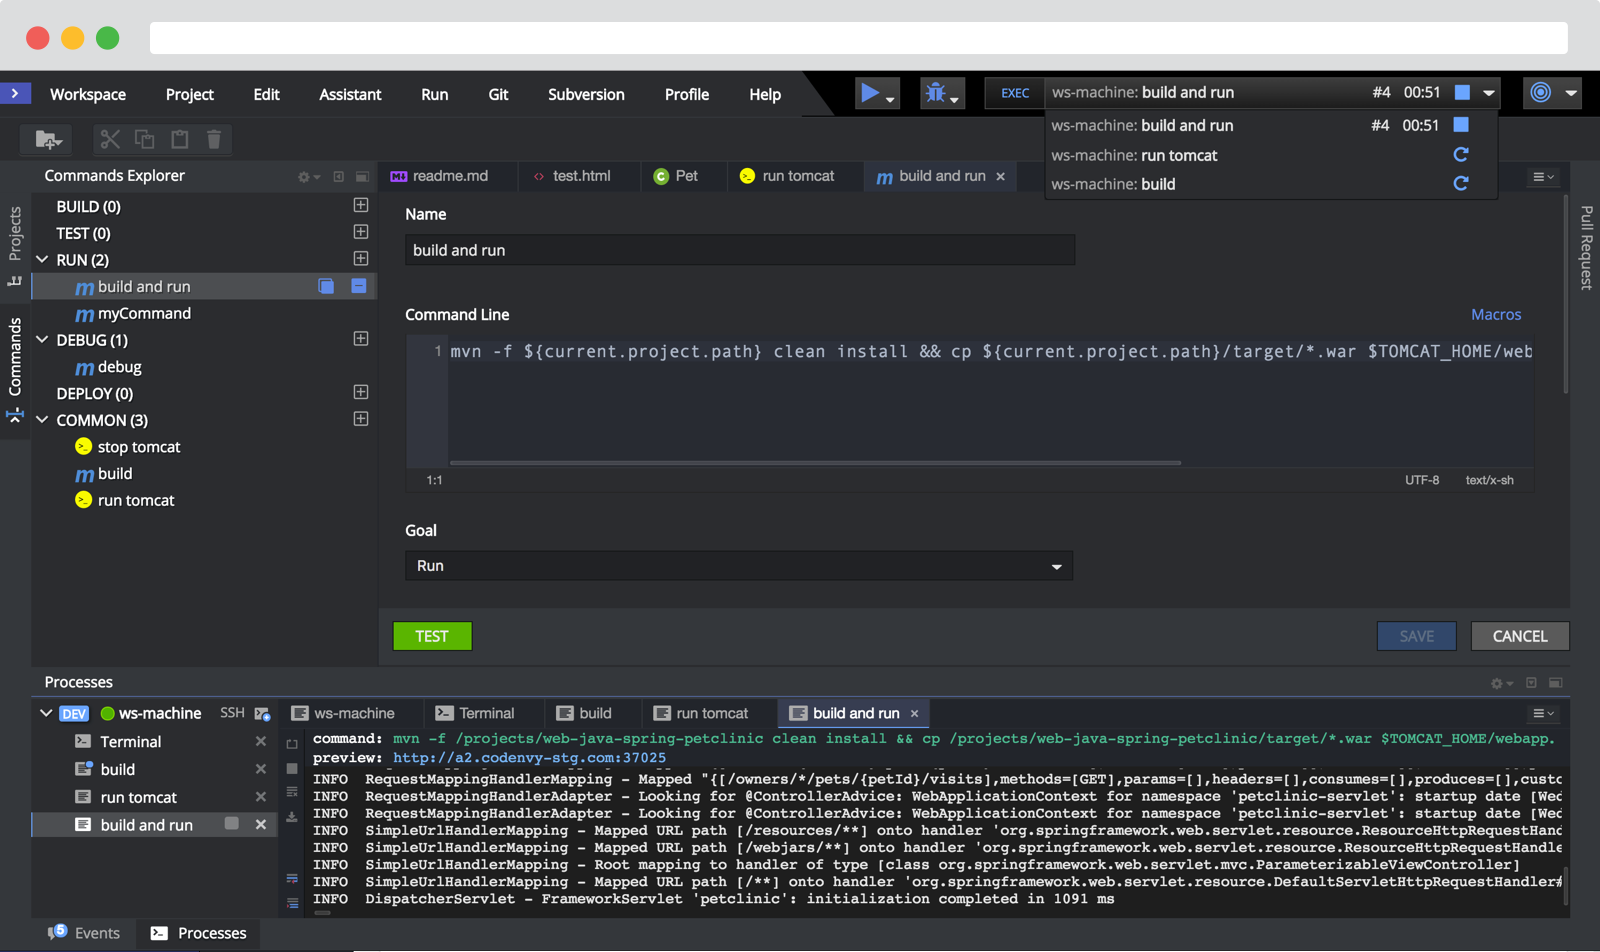 Workspace Project Edit Assistant Run Git Subversion Profile Help EXEC ws-machine: build and run #4 00:51
ws-machine: build and run #4 00:51
ws-machine: run tomcat
ws-machine: build
Commands Explorer
readme.md test.html Pet run tomcat build and run ×
Projects
Commands
Pull Request
BUILD (0)
TEST (0)
RUN (2)
m build and run
m myCommand
DEBUG (1)
m debug
DEPLOY (0)
COMMON (3)
stop tomcat
m build
run tomcat
Name
build and run
Command Line Macros
1 mvn -f ${current.project.path} clean install && cp ${current.project.path}/target/*.war $TOMCAT_HOME/web
1:1 UTF-8 text/x-sh
Goal
Run
TEST SAVE CANCEL
Processes
DEV ws-machine SSH
Terminal
build
run tomcat
build and run
ws-machine Terminal build run tomcat build and run ×
command: mvn -f /projects/web-java-spring-petclinic clean install && cp /projects/web-java-spring-petclinic/target/*.war $TOMCAT_HOME/webapp.
preview: http://a2.codenvy-stg.com:37025
INFO RequestMappingHandlerMapping - Mapped "{[/owners/*/pets/{petId}/visits],methods=[GET],params=[],headers=[],consumes=[],produces=[],custo
INFO RequestMappingHandlerAdapter - Looking for @ControllerAdvice: WebApplicationContext for namespace 'petclinic-servlet': startup date [Wed
INFO RequestMappingHandlerAdapter - Looking for @ControllerAdvice: WebApplicationContext for namespace 'petclinic-servlet': startup date [Wed
INFO SimpleUrlHandlerMapping - Mapped URL path [/resources/**] onto handler 'org.springframework.web.servlet.resource.ResourceHttpRequestHand
INFO SimpleUrlHandlerMapping - Mapped URL path [/webjars/**] onto handler 'org.springframework.web.servlet.resource.ResourceHttpRequestHandle
INFO SimpleUrlHandlerMapping - Root mapping to handler of type [class org.springframework.web.servlet.mvc.ParameterizableViewController]
INFO SimpleUrlHandlerMapping - Mapped URL path [/**] onto handler 'org.springframework.web.servlet.resource.DefaultServletHttpRequestHandler#
INFO DispatcherServlet - FrameworkServlet 'petclinic': initialization completed in 1091 ms
5 Events Processes